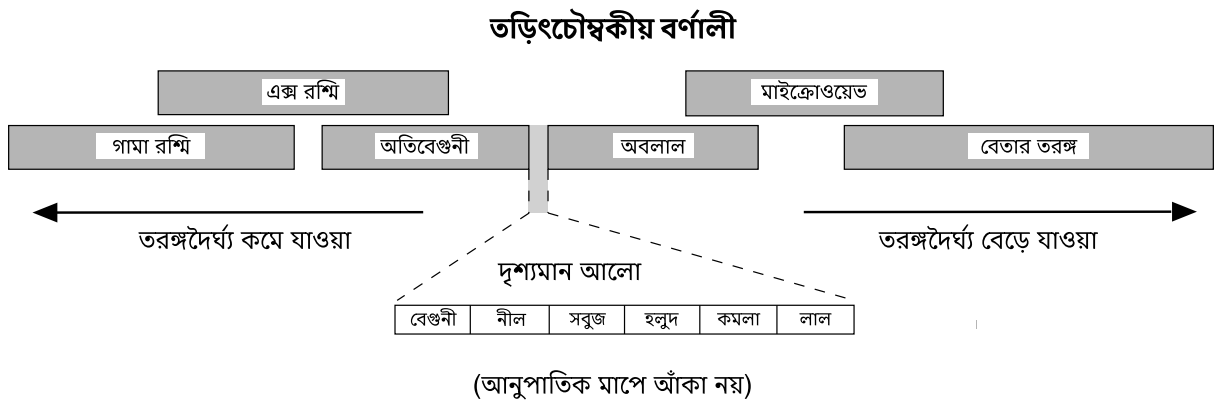 তড়িৎচৌম্বকীয় বর্ণালী
এক্স রশ্মি
মাইক্রোওয়েভ
গামা রশ্মি
অতিবেগুনী
অবলাল
বেতার তরঙ্গ
তরঙ্গদৈর্ঘ্য কমে যাওয়া
তরঙ্গদৈর্ঘ্য বেড়ে যাওয়া
দৃশ্যমান আলো
বেগুনী
নীল
সবুজ
হলুদ
কমলা
লাল
(আনুপাতিক মাপে আঁকা নয়)